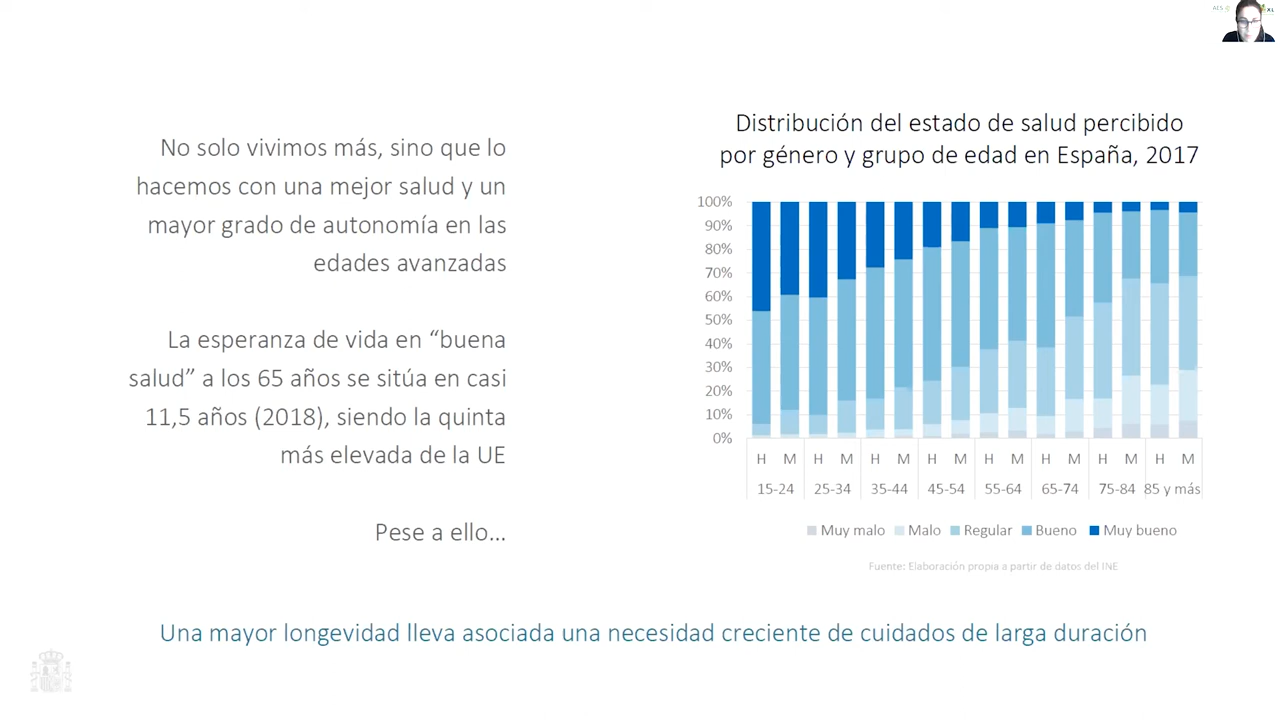 No solo vivimos más, sino que lo
hacemos con una mejor salud y un
mayor grado de autonomía en las
edades avanzadas
La esperanza de vida en “buena
salud” a los 65 años se sitúa en casi
11,5 años (2018), siendo la quinta
más elevada de la UE
Pese a ello...
Distribución del estado de salud percibido
por género y grupo de edad en España, 2017
100%
90%
80%
70%
60%
50%
40%
30%
20%
10%
0%
H M H M H M H M H M H M H M H M
15-24 25-34 35-44 45-54 55-64 65-74 75-84 85 y más
Muy malo Malo Regular Bueno Muy bueno
Fuente: Elaboración propia a partir de datos del INE
Una mayor longevidad lleva asociada una necesidad creciente de cuidados de larga duración